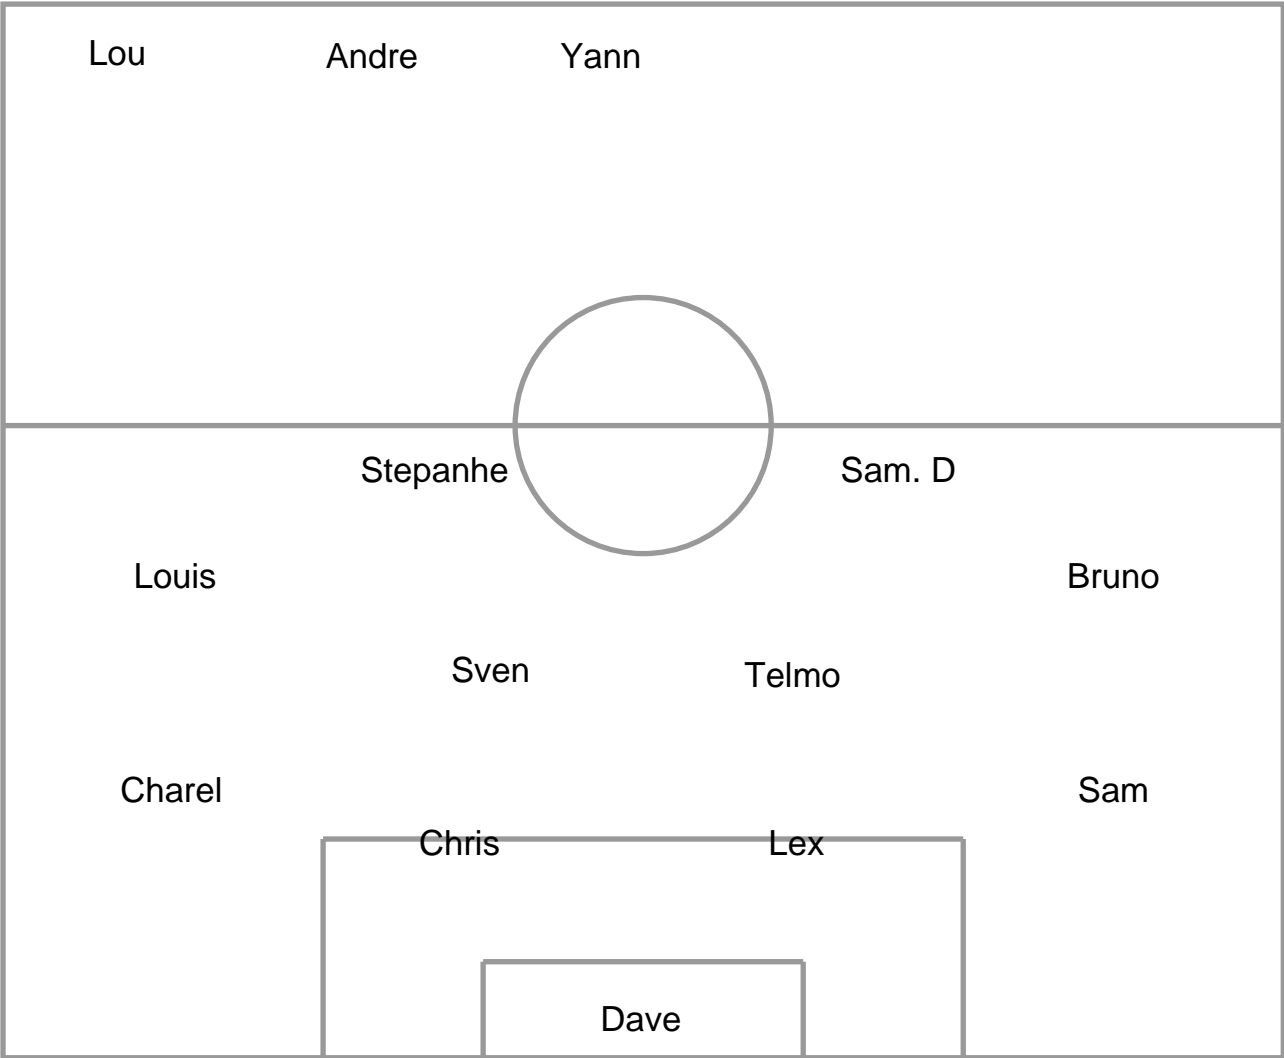 Lou Andre Yann
Stepanhe Sam. D
Louis Bruno
Sven Telmo
Charel Sam
Chris Lex
Dave